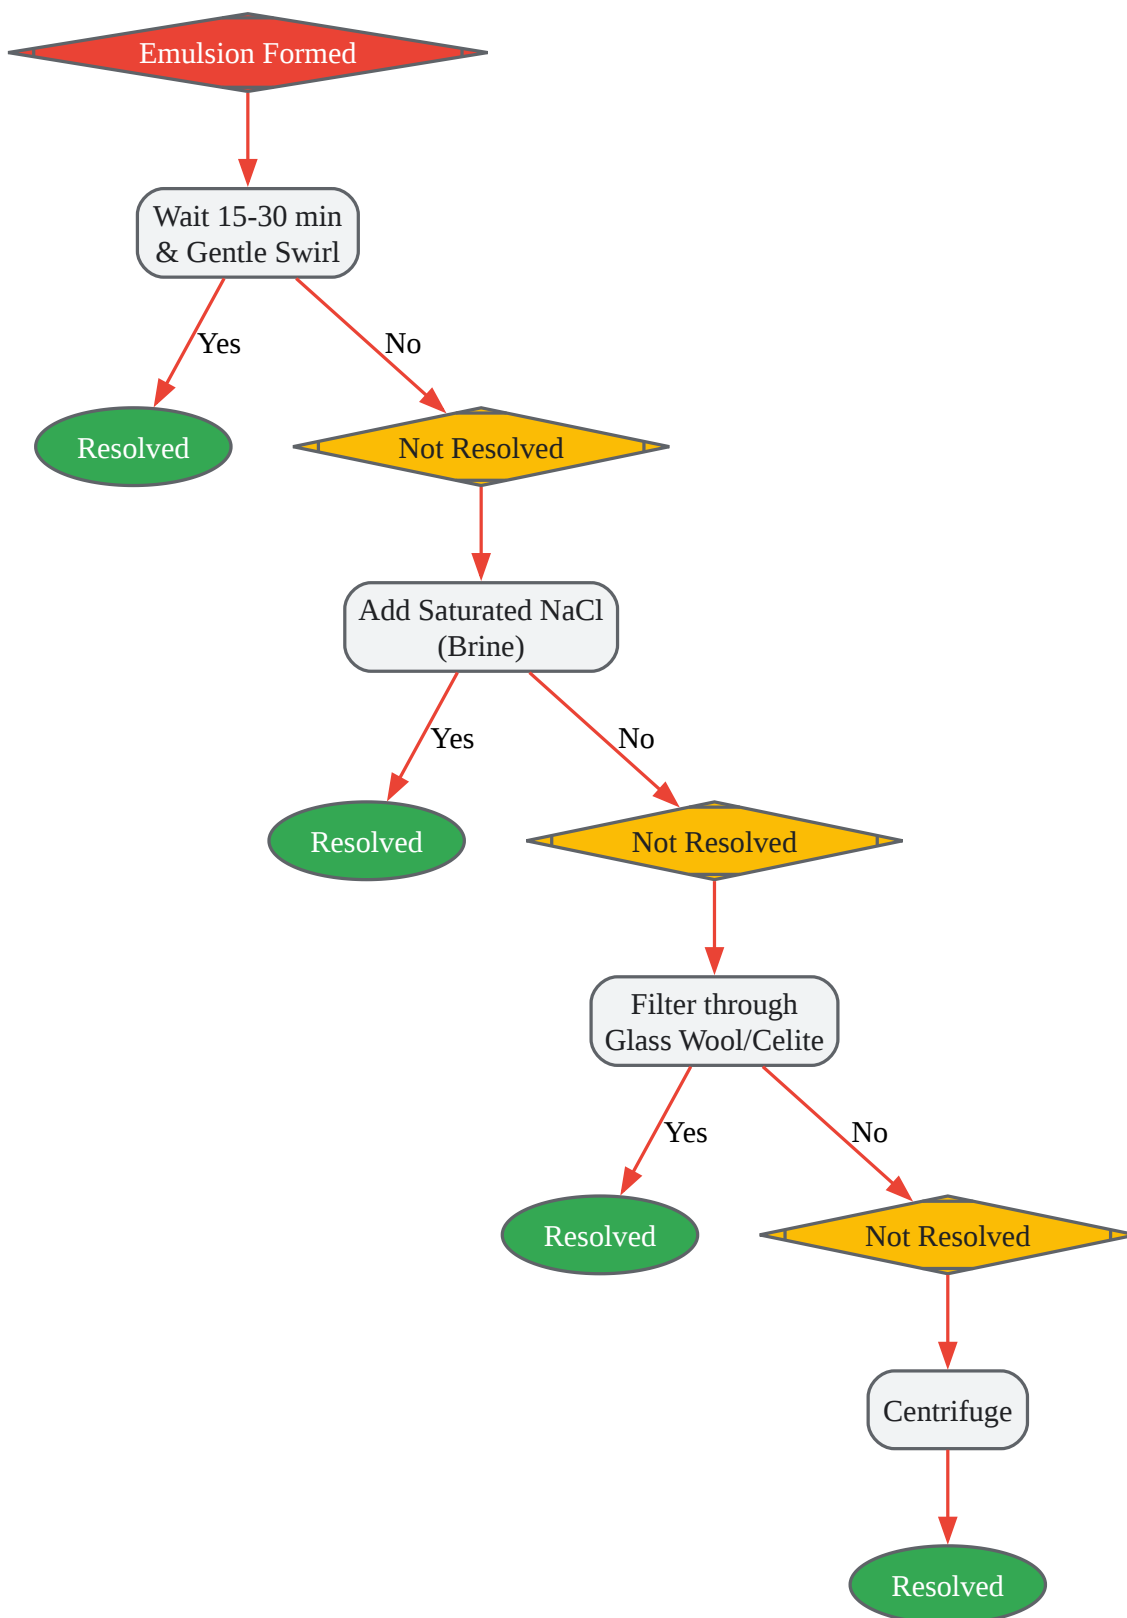 Emulsion Formed
Wait 15-30 min
& Gentle Swirl
Yes
No
Resolved
Not Resolved
Add Saturated NaCl
(Brine)
Yes
No
Resolved
Not Resolved
Filter through
Glass Wool/Celite
Yes
No
Resolved
Not Resolved
Centrifuge
Resolved